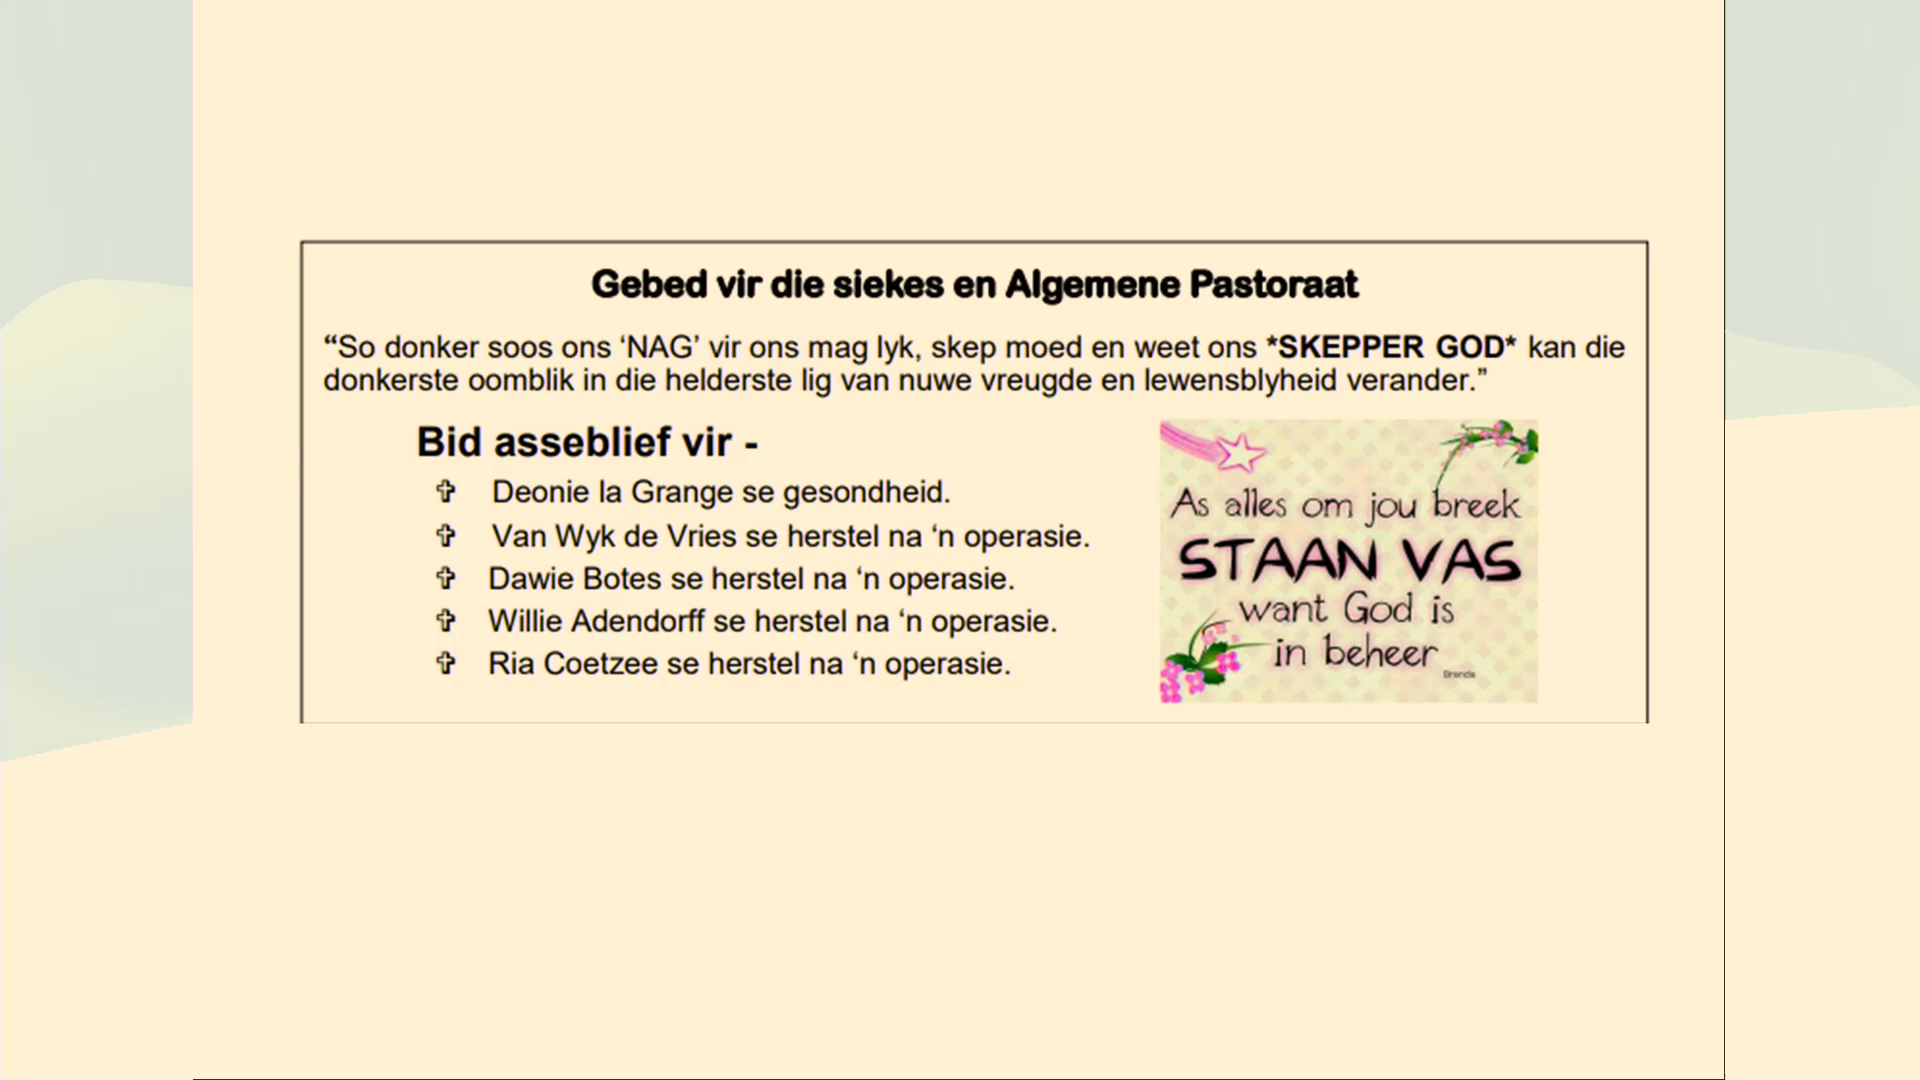 Gebed vir die siekes en Algemene Pastoraat
“So donker soos ons ‘NAG’ vir ons mag lyk, skep moed en weet ons *SKEPPER GOD* kan die
donkerste oomblik in die helderste lig van nuwe vreugde en lewensblyheid verander.”
Bid asseblief vir -
✞ Deonie la Grange se gesondheid.
✞ Van Wyk de Vries se herstel na ‘n operasie.
✞ Dawie Botes se herstel na ‘n operasie.
✞ Willie Adendorff se herstel na ‘n operasie.
✞ Ria Coetzee se herstel na ‘n operasie.
As alles om jou breek
STAAN VAS
want God is
in beheer
Brenda